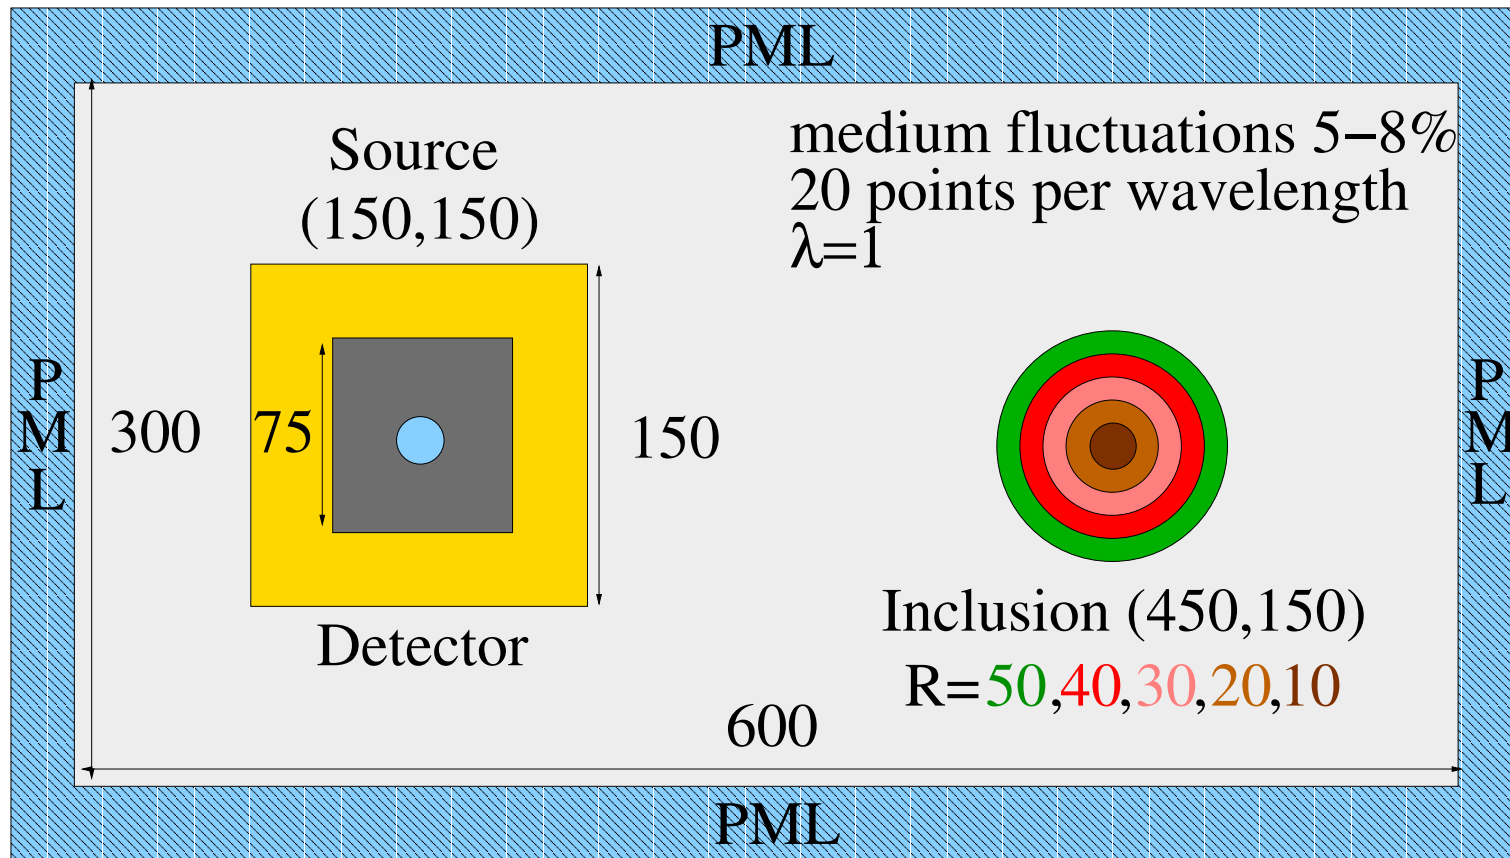 PML
Source
(150,150)
medium fluctuations 5−8%
20 points per wavelength
λ=1
P
M
L
300
75
150
P
M
L
Detector
Inclusion (450,150)
R=50,40,30,20,10
600
PML